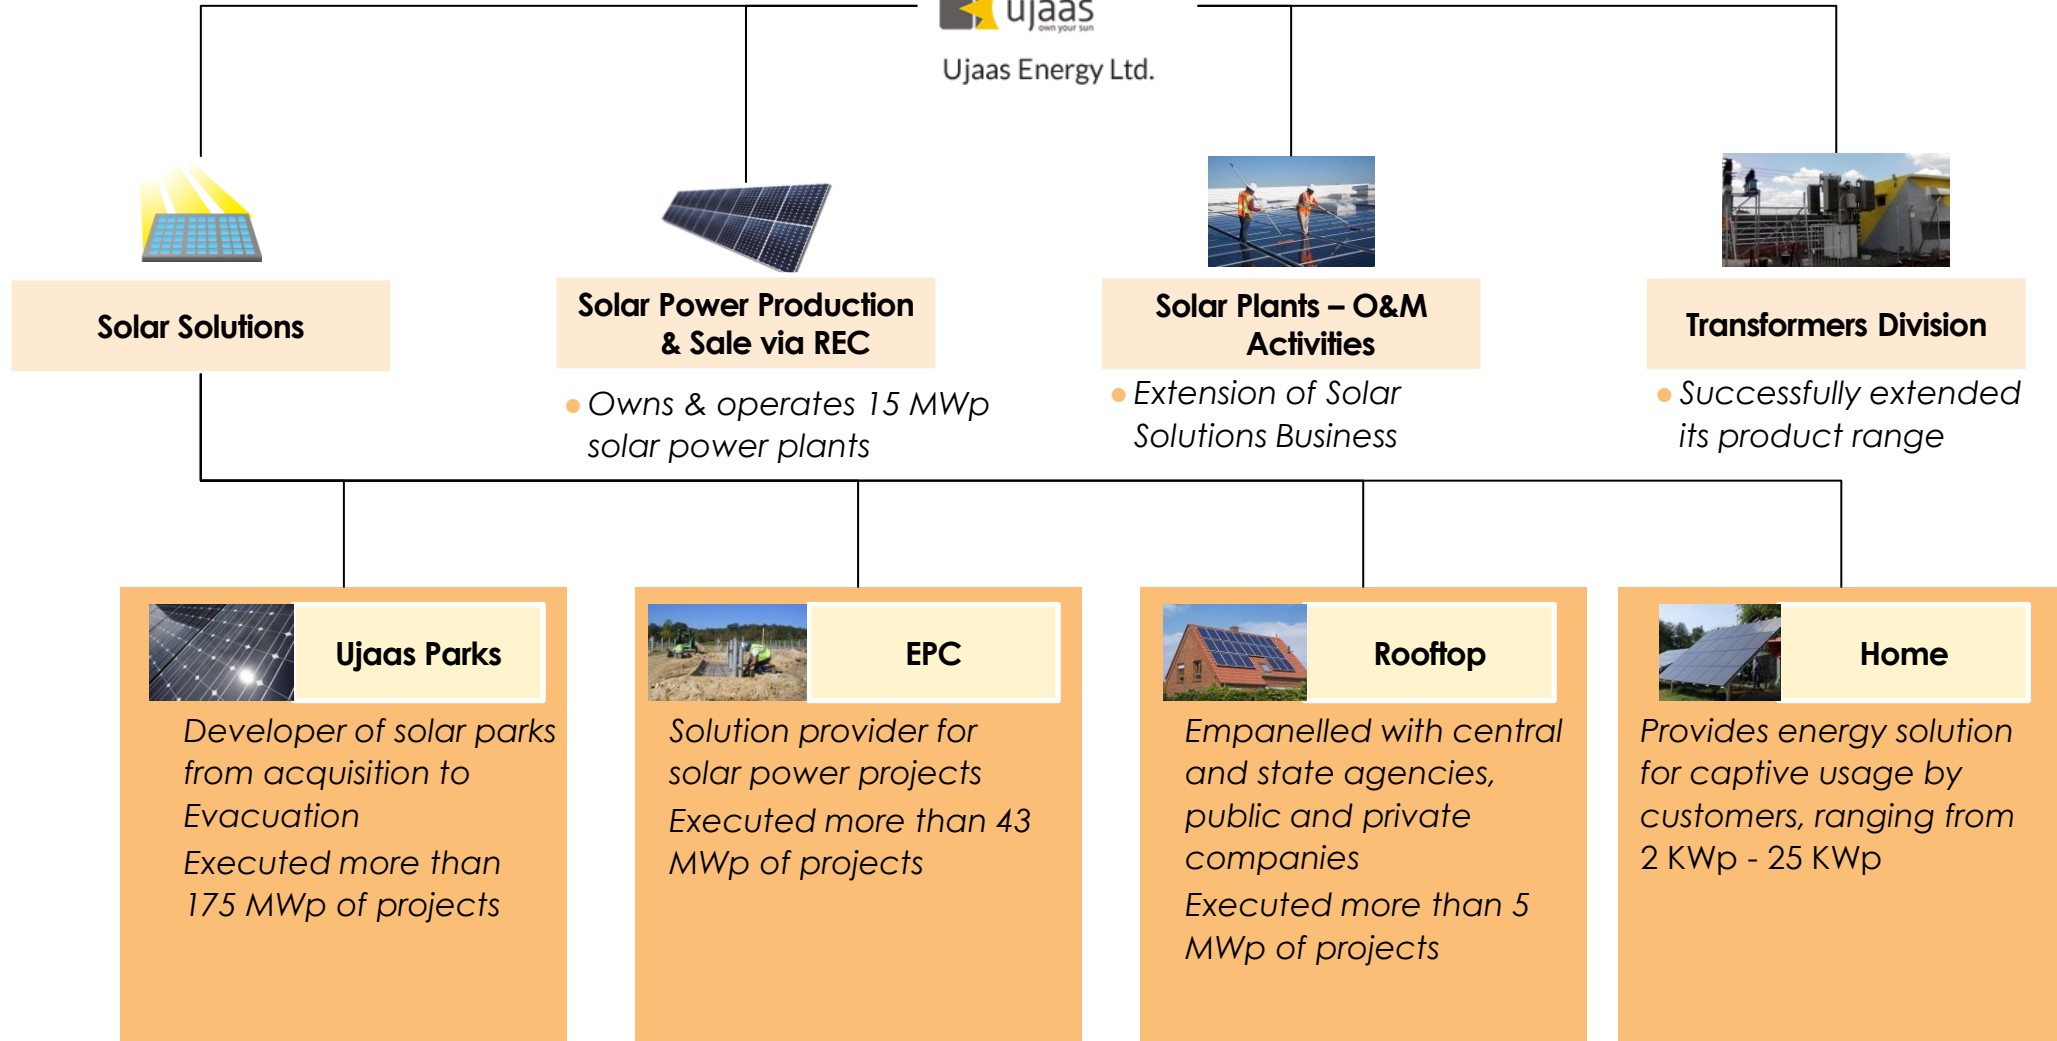 ujaas
own your sun
Ujaas Energy Ltd.
Solar Solutions
Solar Power Production
& Sale via REC
• Owns & operates 15 MWp
solar power plants
Solar Plants – O&M
Activities
• Extension of Solar
Solutions Business
Transformers Division
• Successfully extended
its product range
Ujaas Parks
Developer of solar parks
from acquisition to
Evacuation
Executed more than
175 MWp of projects
EPC
Solution provider for
solar power projects
Executed more than 43
MWp of projects
Rooftop
Empanelled with central
and state agencies,
public and private
companies
Executed more than 5
MWp of projects
Home
Provides energy solution
for captive usage by
customers, ranging from
2 KWp - 25 KWp